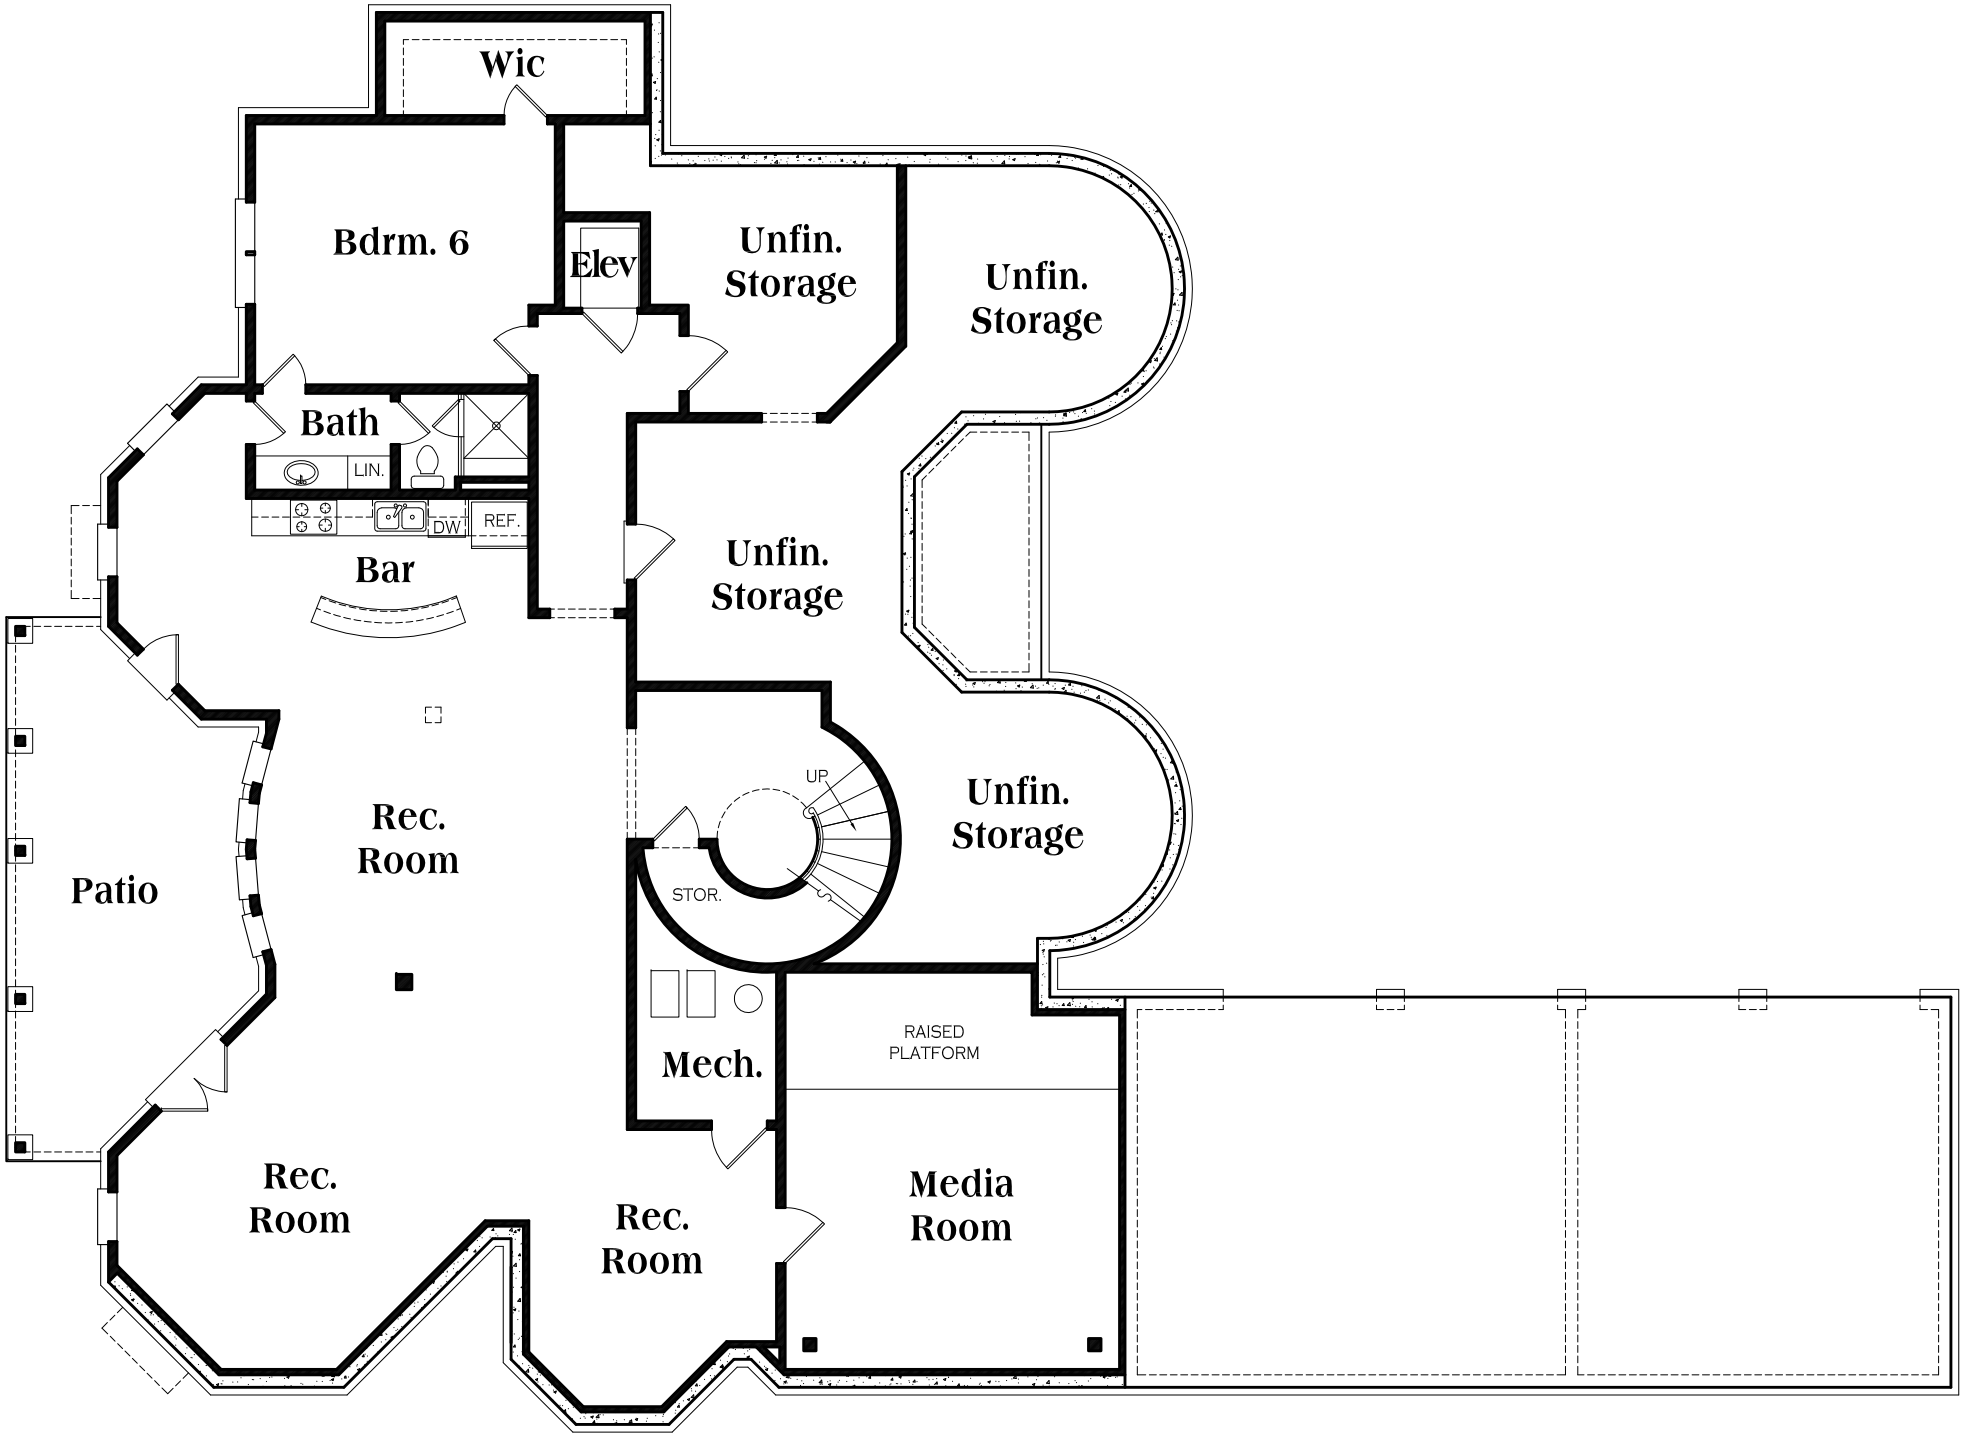 Wic
Bdrm. 6
Elev
Unfin.
Storage
Unfin.
Storage
Bath
LIN.
DW
REF.
Bar
Unfin.
Storage
UP
Unfin.
Storage
Rec.
Room
Patio
STOR.
RAISED
PLATFORM
Mech.
Rec.
Room
Rec.
Room
Media
Room